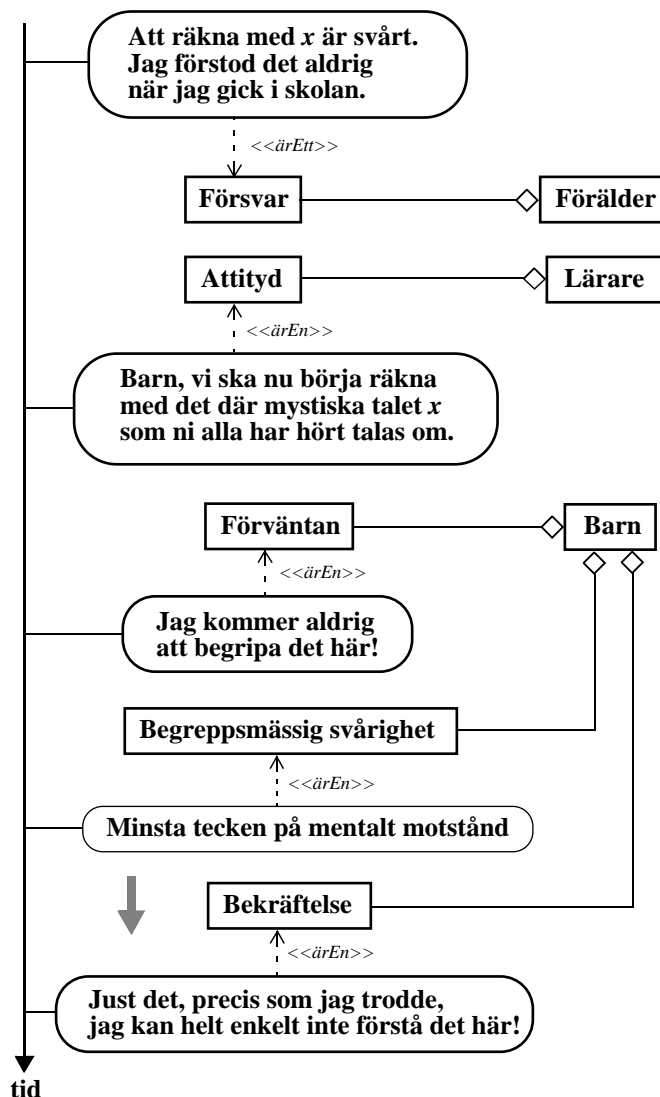 Att räkna med x är svårt.
Jag förstod det aldrig
när jag gick i skolan.
<<ärEtt>>
Försvar
Förälder
Attityd
Lärare
<<ärEn>>
Barn, vi ska nu börja räkna
med det där mystiska talet x
som ni alla har hört talas om.
Förväntan
Barn
<<ärEn>>
Jag kommer aldrig
att begripa det här!
Begreppsmässig svårighet
<<ärEn>>
Minsta tecken på mentalt motstånd
Bekräftelse
<<ärEn>>
Just det, precis som jag trodde,
jag kan helt enkelt inte förstå det här!
tid